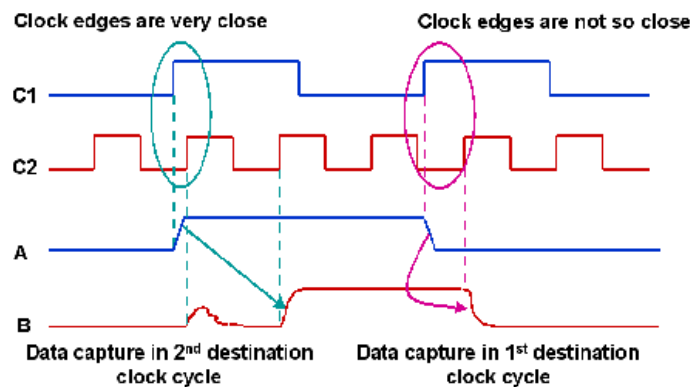 Clock edges are very close
Clock edges are not so close
C1
C2
A
B
Data capture in 2nd destination
clock cycle
Data capture in 1st destination
clock cycle